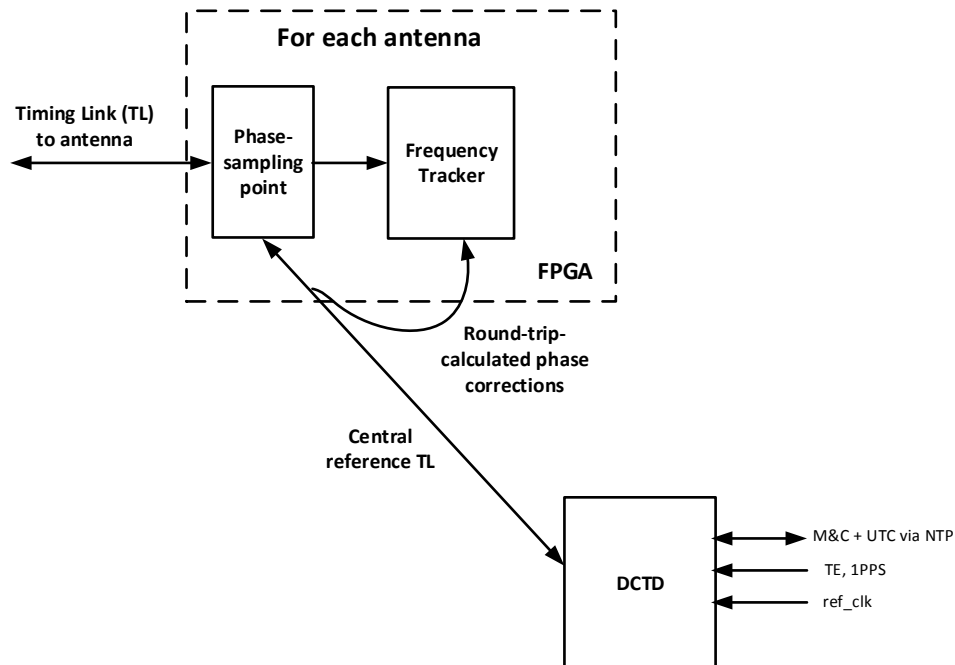 For each antenna
Timing Link (TL)
to antenna
Phase-
sampling
point
Frequency
Tracker
FPGA
Round-trip-
calculated phase
corrections
Central
reference TL
DCTD
M&C + UTC via NTP
TE, 1PPS
ref_clk